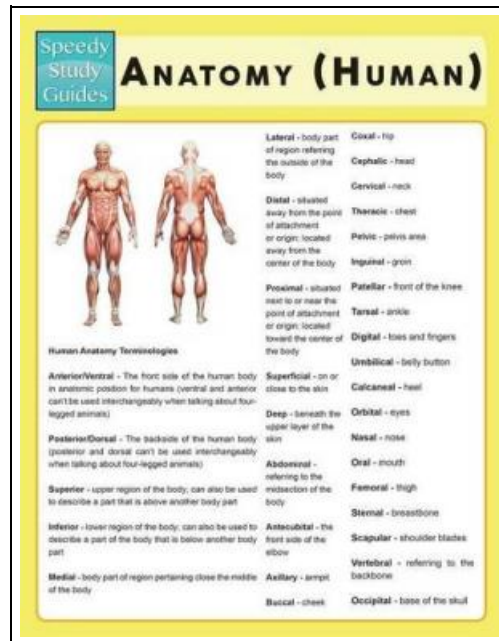 Speedy
Study
Guides
ANATOMY (HUMAN)
Human Anatomy Terminologies
Anterior/Ventral - The front side of the human body
in anatomic position for humans (ventral and anterior
can't be used interchangeably when talking about four-
legged animals)
Posterior/Dorsal - The backside of the human body
(posterior and dorsal can't be used interchangeably
when talking about four-legged animals)
Superior - upper region of the body; can also be used
to describe a part that is above another body part
Inferior - lower region of the body; can also be used to
describe a part of the body that is below another body
part
Medial - body part of region pertaining close the middle
of the body
Lateral - body part
of region referring
the outside of the
body
Distal - situated
away from the point
of attachment
or origin; located
away from the
center of the body
Proximal - situated
next to or near the
point of attachment
or origin; located
toward the center of
the body
Superficial - on or
close to the skin
Deep - beneath the
upper layer of the
skin
Abdominal -
referring to the
midsection of the
body
Antecubital - the
front side of the
elbow
Axillary - armpit
Buccal - cheek
Coxal - hip
Cephalic - head
Cervical - neck
Thoracic - chest
Pelvic - pelvis area
Inguinal - groin
Patellar - front of the knee
Tarsal - ankle
Digital - toes and fingers
Umbilical - belly button
Calcaneal - heel
Orbital - eyes
Nasal - nose
Oral - mouth
Femoral - thigh
Sternal - breastbone
Scapular - shoulder blades
Vertebral - referring to the
backbone
Occipital - base of the skull